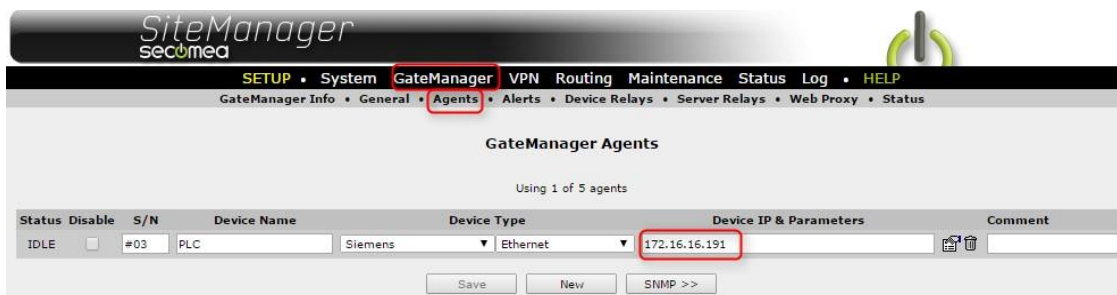 SiteManager
secomea
SETUP • System GateManager VPN Routing Maintenance Status Log • HELP
GateManager Info • General • Agents • Alerts • Device Relays • Server Relays • Web Proxy • Status
GateManager Agents
Using 1 of 5 agents
Status Disable S/N Device Name Device Type Device IP & Parameters Comment
IDLE #03 PLC Siemens Ethernet 172.16.16.191
Save New SNMP >>